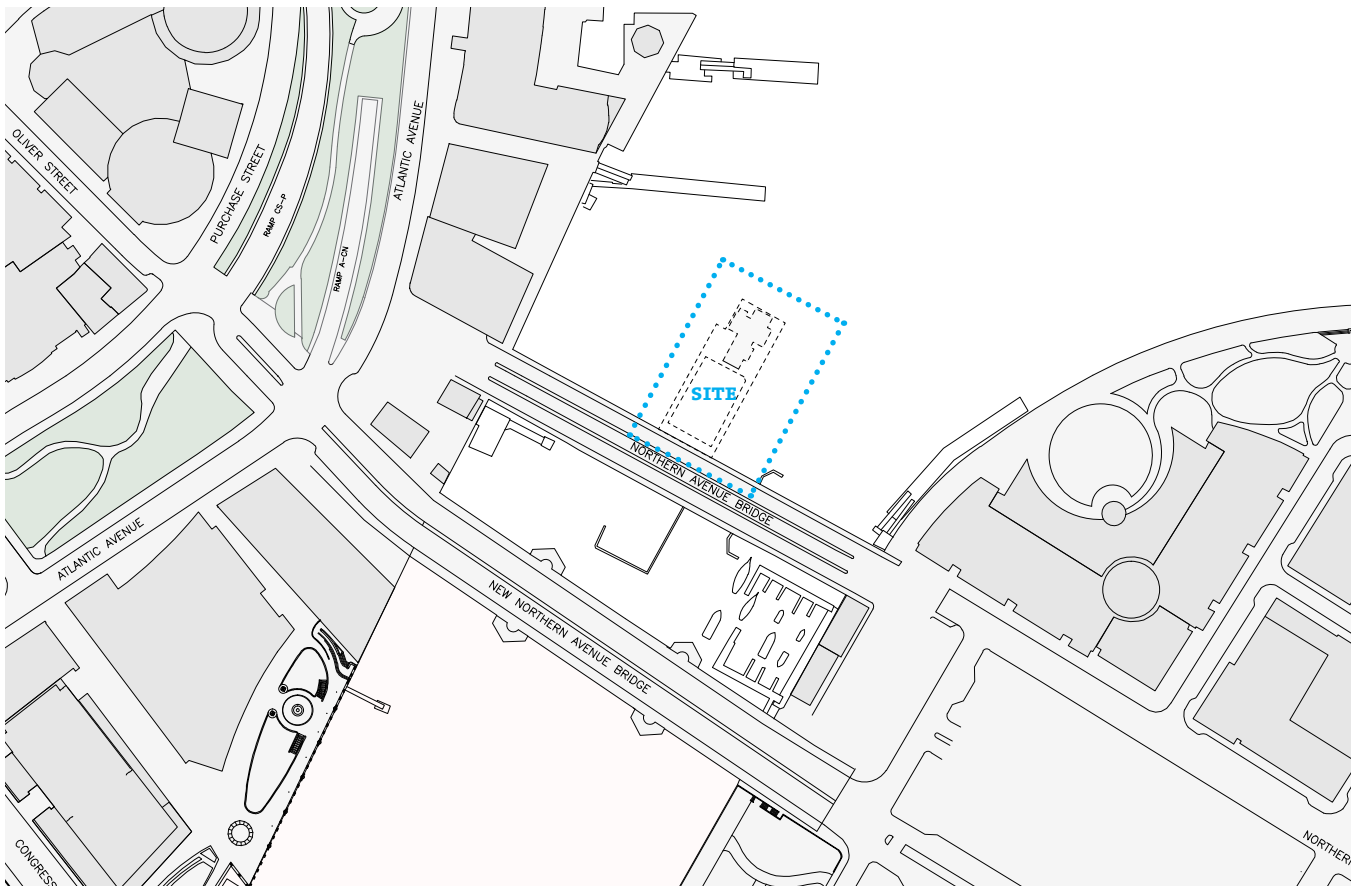 OLIVER STREET
PURCHASE STREET
RAMP CS-P
RAMP A-CN
ATLANTIC AVENUE
SITE
NORTHERN AVENUE BRIDGE
ATLANTIC AVENUE
NEW NORTHERN AVENUE BRIDGE
CONGRESS
NORTHER